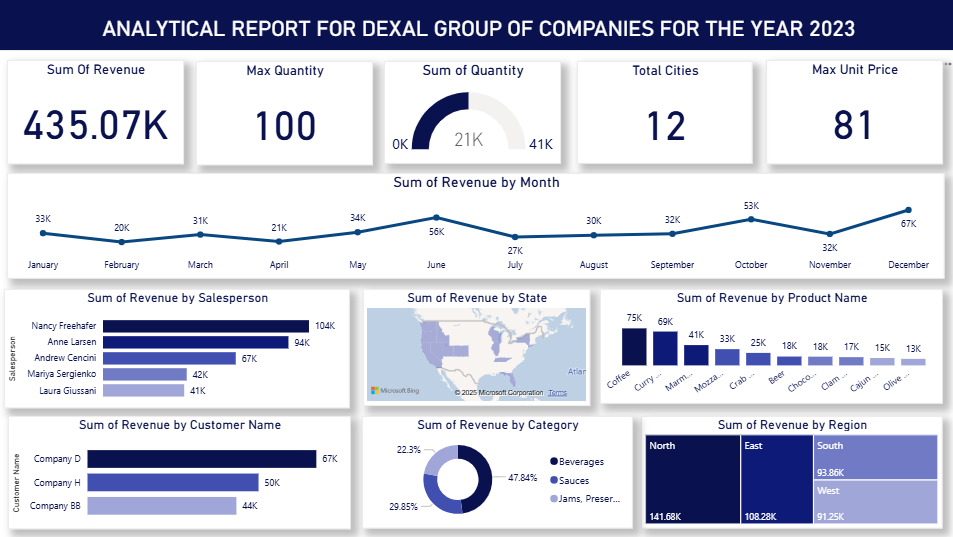 ANALYTICAL REPORT FOR DEXAL GROUP OF COMPANIES FOR THE YEAR 2023
Sum Of Revenue
435.07K
Max Quantity
100
Sum of Quantity
0K
21K
41K
Total Cities
12
Max Unit Price
81
Sum of Revenue by Month
33K
20K
31K
21K
34K
56K
27K
30K
32K
53K
32K
67K
January
February
March
April
May
June
July
August
September
October
November
December
Sum of Revenue by Salesperson
Salesperson
Nancy Freehafer 104K
Anne Larsen 94K
Andrew Cencini 67K
Mariya Sergienko 42K
Laura Giussani 41K
Sum of Revenue by State
Atlan
Microsoft Bing
© 2025 Microsoft Corporation Terms
Sum of Revenue by Product Name
75K
69K
41K
33K
25K
18K
18K
17K
15K
13K
Coffee
Curry ...
Marm...
Mozza...
Crab ...
Beer
Choco...
Clam ...
Cajun ...
Olive ...
Sum of Revenue by Customer Name
Customer Name
Company D 67K
Company H 50K
Company BB 44K
Sum of Revenue by Category
22.3%
29.85%
47.84%
Beverages
Sauces
Jams, Preser...
Sum of Revenue by Region
North
141.68K
East
108.28K
South
93.86K
West
91.25K